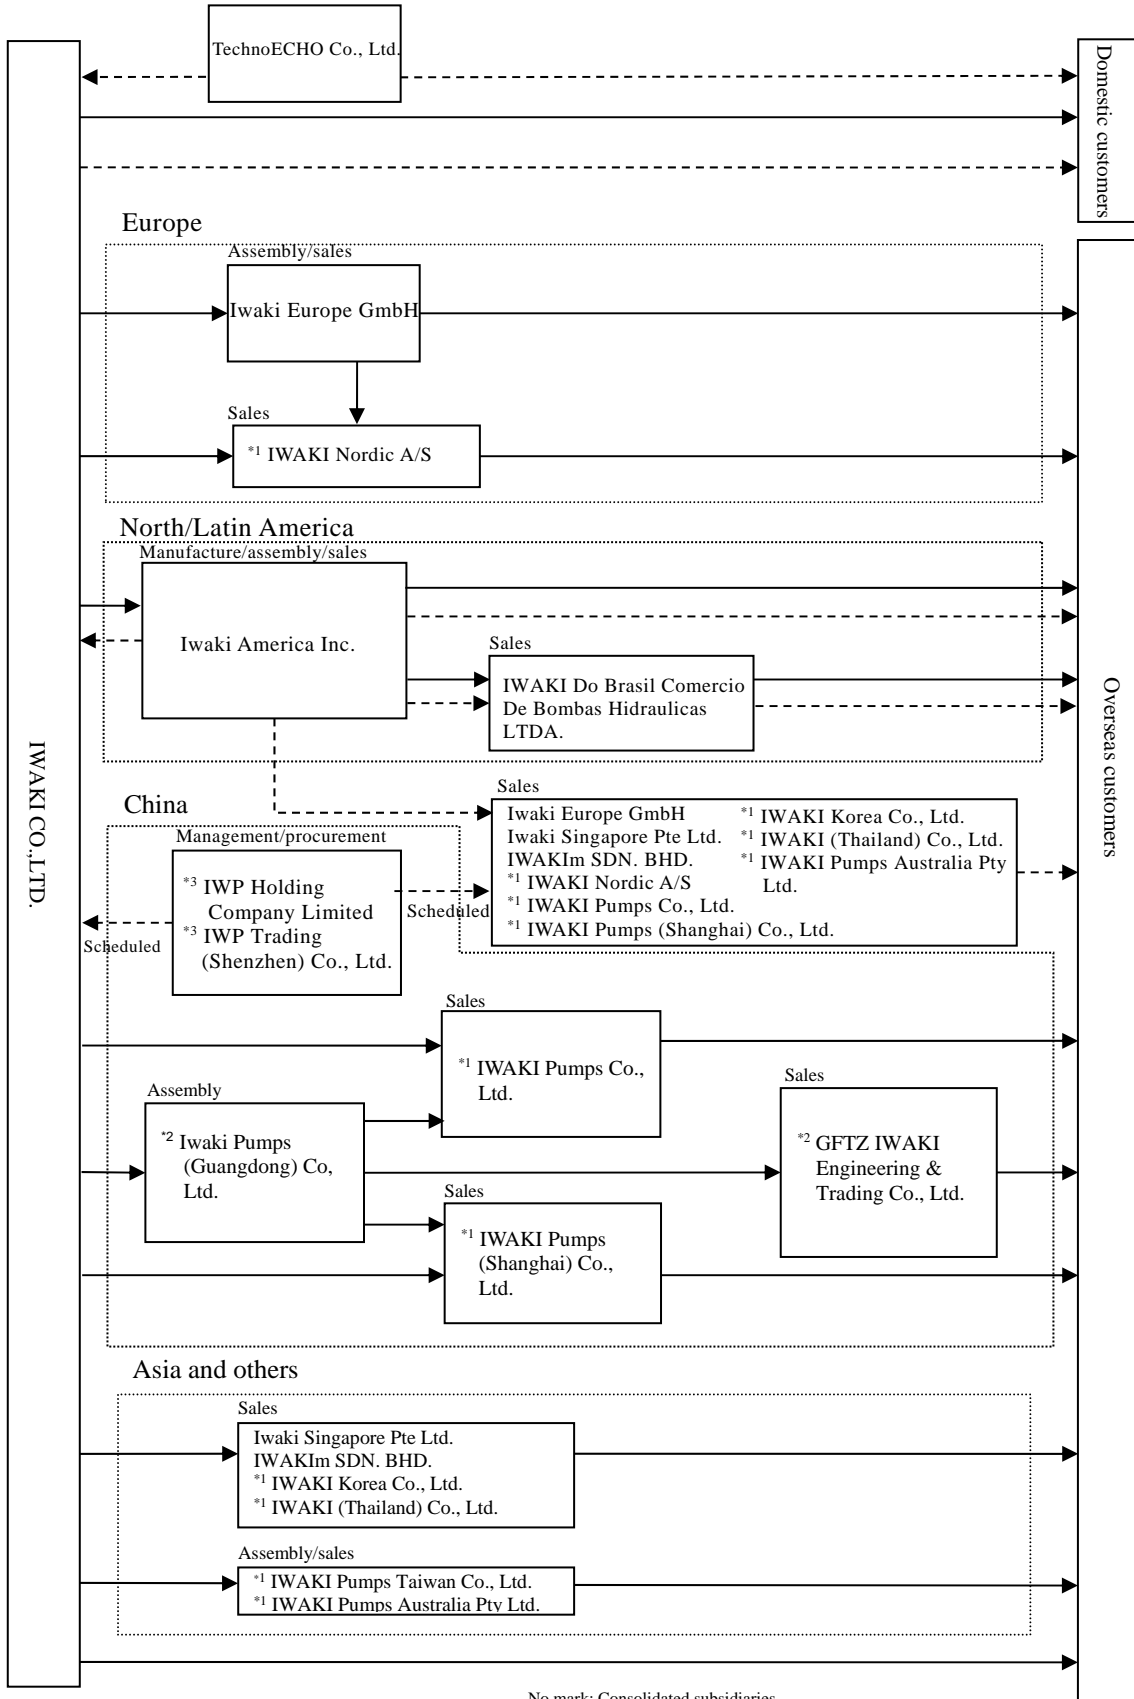 TechnoECHO Co., Ltd.
Domestic customers
IWAKI CO.,LTD.
Overseas customers
Europe
Assembly/sales
Iwaki Europe GmbH
Sales
*1 IWAKI Nordic A/S
North/Latin America
Manufacture/assembly/sales
Iwaki America Inc.
Sales
IWAKI Do Brasil Comercio
De Bombas Hidraulicas
LTDA.
Sales
Iwaki Europe GmbH
Iwaki Singapore Pte Ltd.
IWAKIm SDN. BHD.
*1 IWAKI Nordic A/S
*1 IWAKI Pumps Co., Ltd.
*1 IWAKI Pumps (Shanghai) Co., Ltd.
*1 IWAKI Korea Co., Ltd.
*1 IWAKI (Thailand) Co., Ltd.
*1 IWAKI Pumps Australia Pty
Ltd.
China
Management/procurement
*3 IWP Holding
Company Limited
*3 IWP Trading
(Shenzhen) Co., Ltd.
Scheduled
Scheduled
Sales
*1 IWAKI Pumps Co.,
Ltd.
Assembly
*2 Iwaki Pumps
(Guangdong) Co,
Ltd.
Sales
*2 GFTZ IWAKI
Engineering &
Trading Co., Ltd.
Sales
*1 IWAKI Pumps
(Shanghai) Co.,
Ltd.
Asia and others
Sales
Iwaki Singapore Pte Ltd.
IWAKIm SDN. BHD.
*1 IWAKI Korea Co., Ltd.
*1 IWAKI (Thailand) Co., Ltd.
Assembly/sales
*1 IWAKI Pumps Taiwan Co., Ltd.
*1 IWAKI Pumps Australia Pty Ltd.
No mark: Consolidated subsidiaries